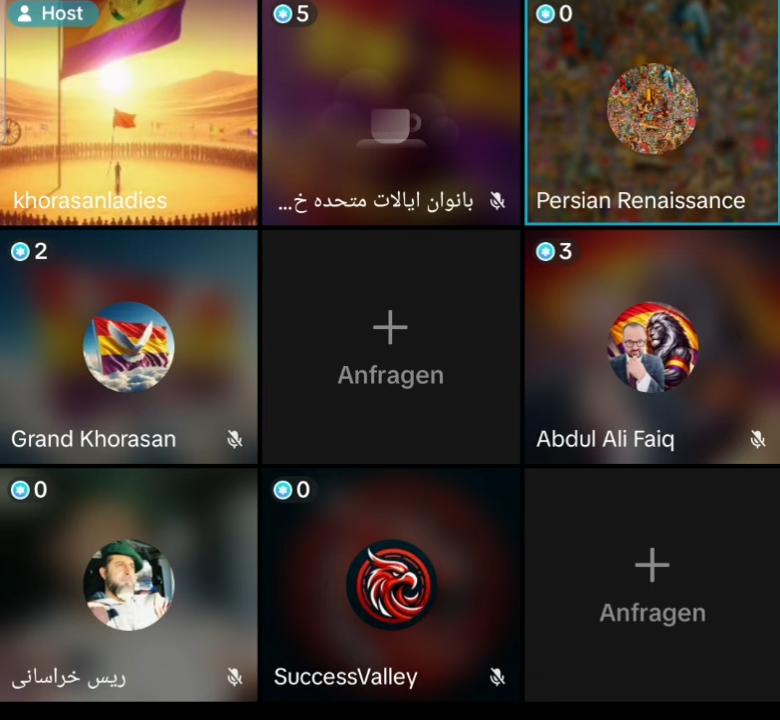 Host
5
0
khorasanladies
بانوان ایالات متحده خ...
Persian Renaissance
2
3
Anfragen
Grand Khorasan
Abdul Ali Faiq
0
0
Anfragen
ریس خراسانی
SuccessValley